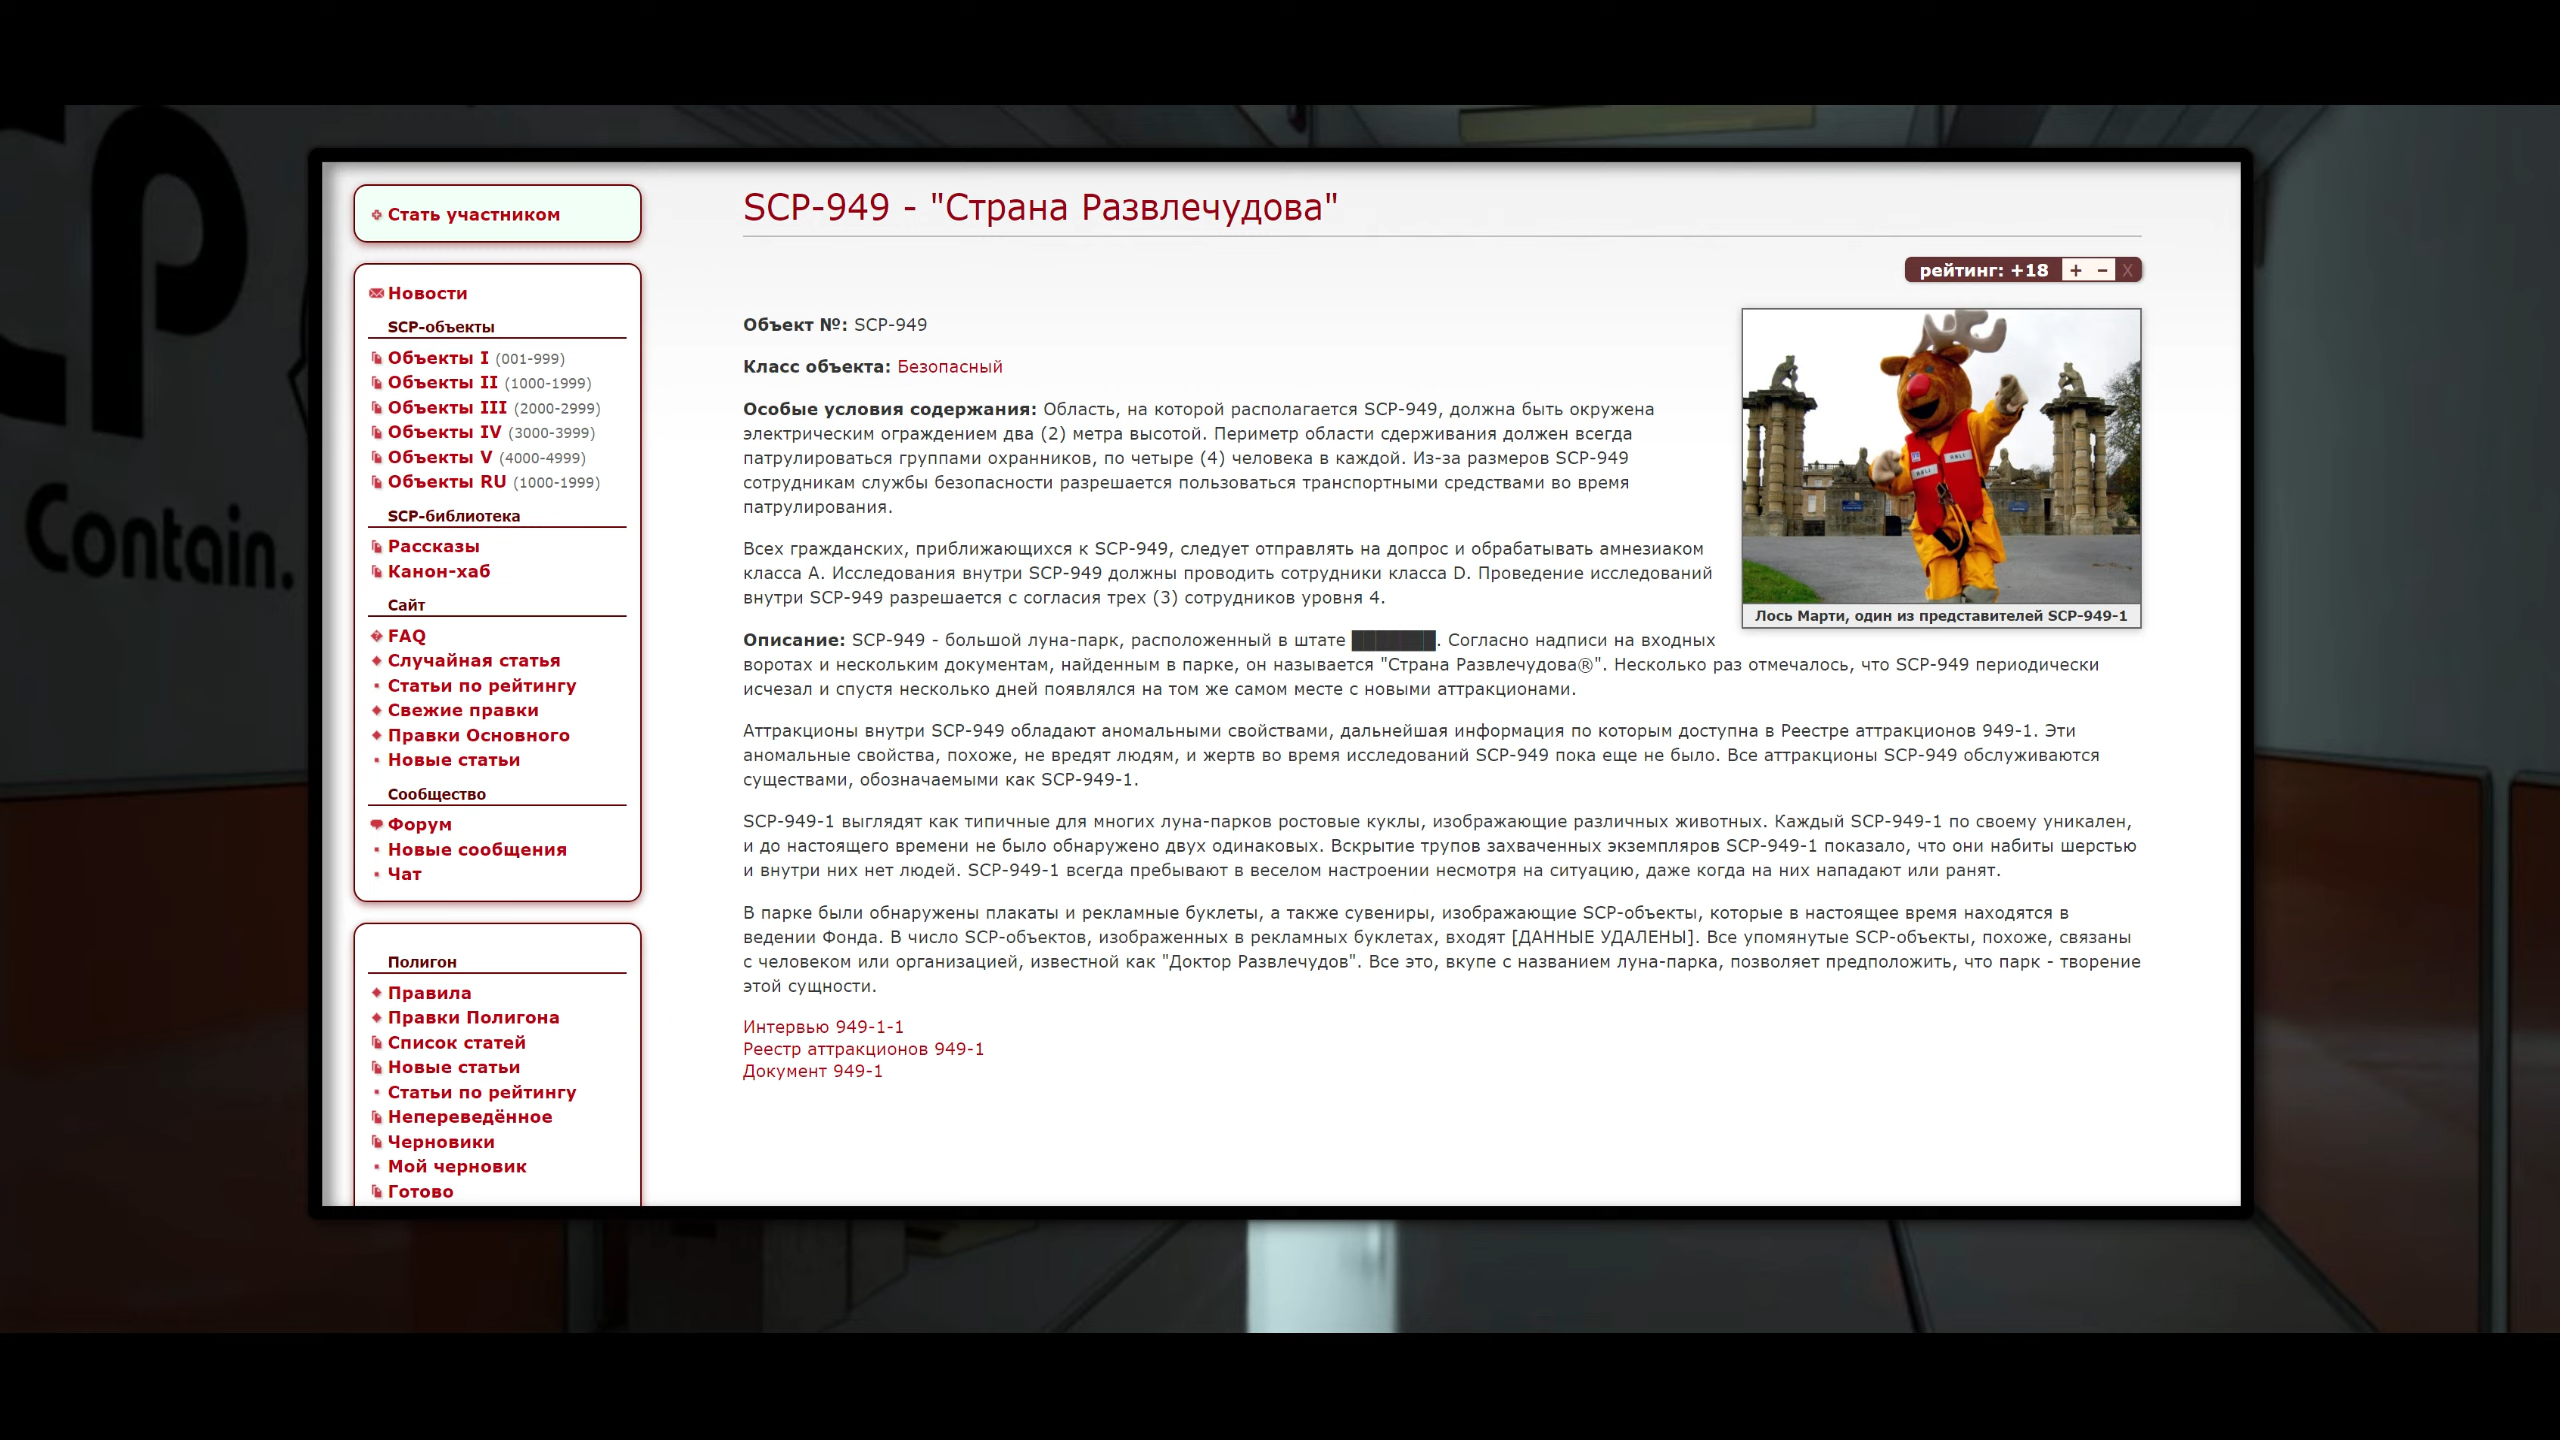 CP
Contain.
Стать участником
Новости
SCP-объекты
Объекты I (001-999)
Объекты II (1000-1999)
Объекты III (2000-2999)
Объекты IV (3000-3999)
Объекты V (4000-4999)
Объекты RU (1000-1999)
SCP-библиотека
Рассказы
Канон-хаб
Сайт
FAQ
Случайная статья
Статьи по рейтингу
Свежие правки
Правки Основного
Новые статьи
Сообщество
Форум
Новые сообщения
Чат
Полигон
Правила
Правки Полигона
Список статей
Новые статьи
Статьи по рейтингу
Непереведённое
Черновики
Мой черновик
Готово
SCP-949 - "Страна Развлечудова"
рейтинг: +18 + – X
Объект №: SCP-949
Класс объекта: Безопасный
Особые условия содержания: Область, на которой располагается SCP-949, должна быть окружена
электрическим ограждением два (2) метра высотой. Периметр области сдерживания должен всегда
патрулироваться группами охранников, по четыре (4) человека в каждой. Из-за размеров SCP-949
сотрудникам службы безопасности разрешается пользоваться транспортными средствами во время
патрулирования.
Всех гражданских, приближающихся к SCP-949, следует отправлять на допрос и обрабатывать амнезиаком
класса А. Исследования внутри SCP-949 должны проводить сотрудники класса D. Проведение исследований
внутри SCP-949 разрешается с согласия трех (3) сотрудников уровня 4.
Лось Марти, один из представителей SCP-949-1
Описание: SCP-949 - большой луна-парк, расположенный в штате ███████. Согласно надписи на входных
воротах и нескольким документам, найденным в парке, он называется "Страна Развлечудова®". Несколько раз отмечалось, что SCP-949 периодически
исчезал и спустя несколько дней появлялся на том же самом месте с новыми аттракционами.
Аттракционы внутри SCP-949 обладают аномальными свойствами, дальнейшая информация по которым доступна в Реестре аттракционов 949-1. Эти
аномальные свойства, похоже, не вредят людям, и жертв во время исследований SCP-949 пока еще не было. Все аттракционы SCP-949 обслуживаются
существами, обозначаемыми как SCP-949-1.
SCP-949-1 выглядят как типичные для многих луна-парков ростовые куклы, изображающие различных животных. Каждый SCP-949-1 по своему уникален,
и до настоящего времени не было обнаружено двух одинаковых. Вскрытие трупов захваченных экземпляров SCP-949-1 показало, что они набиты шерстью
и внутри них нет людей. SCP-949-1 всегда пребывают в веселом настроении несмотря на ситуацию, даже когда на них нападают или ранят.
В парке были обнаружены плакаты и рекламные буклеты, а также сувениры, изображающие SCP-объекты, которые в настоящее время находятся в
ведении Фонда. В число SCP-объектов, изображенных в рекламных буклетах, входят [ДАННЫЕ УДАЛЕНЫ]. Все упомянутые SCP-объекты, похоже, связаны
с человеком или организацией, известной как "Доктор Развлечудов". Все это, вкупе с названием луна-парка, позволяет предположить, что парк - творение
этой сущности.
Интервью 949-1-1
Реестр аттракционов 949-1
Документ 949-1